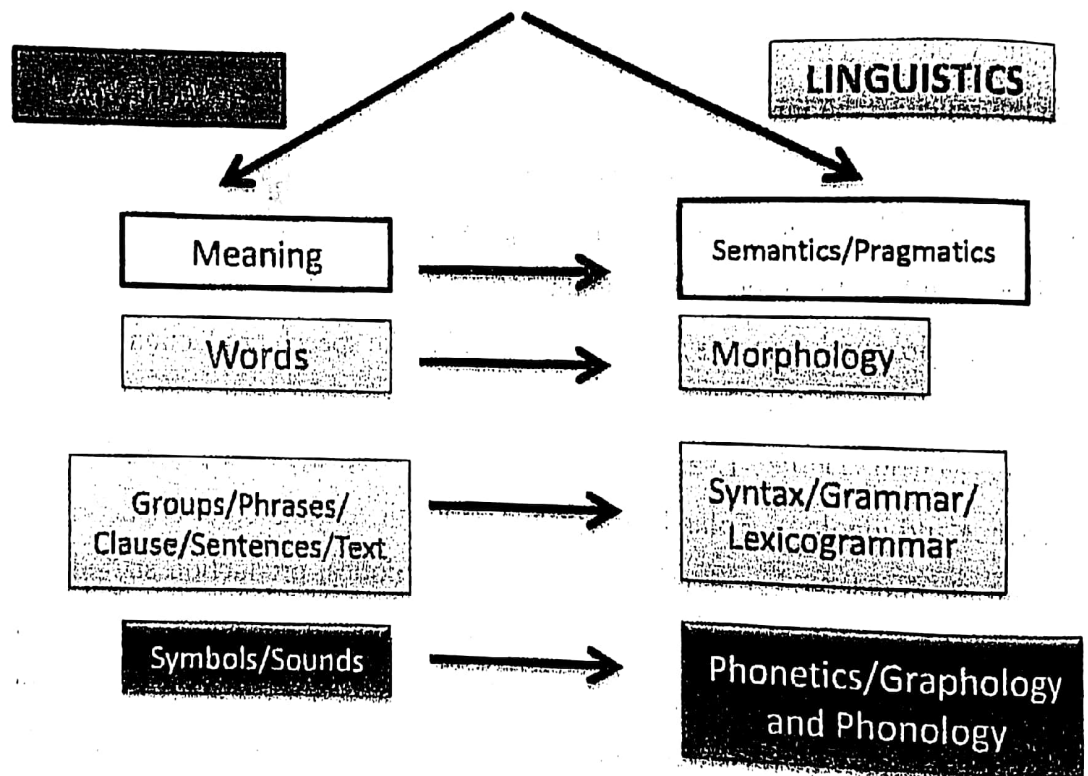 LINGUISTICS
Meaning
Semantics/Pragmatics
Words
Morphology
Groups/Phrases/
Clause/Sentences/Text
Syntax/Grammar/
Lexicogrammar
Symbols/Sounds
Phonetics/Graphology
and Phonology